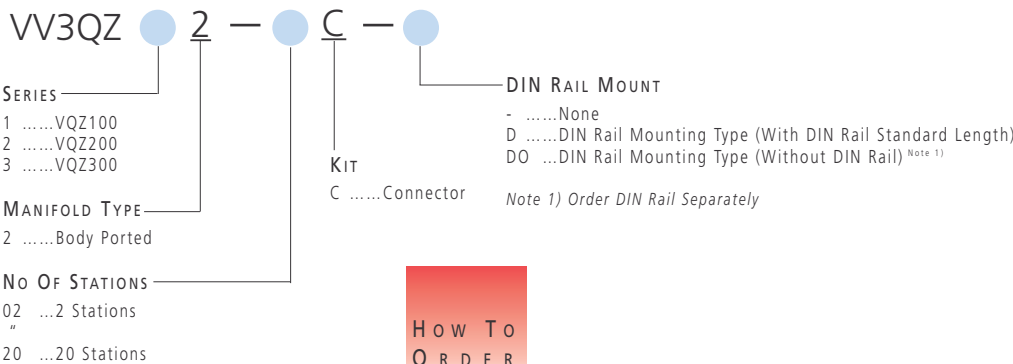 VV3QZ 2 – C –
SERIES
1 ……VQZ100
2 ……VQZ200
3 ……VQZ300
MANIFOLD TYPE
2 ……Body Ported
NO OF STATIONS
02 …2 Stations
"
20 …20 Stations
KIT
C ……Connector
DIN RAIL MOUNT
- ……None
D ……DIN Rail Mounting Type (With DIN Rail Standard Length)
DO …DIN Rail Mounting Type (Without DIN Rail) Note 1)
Note 1) Order DIN Rail Separately
HOW TO
ORDER